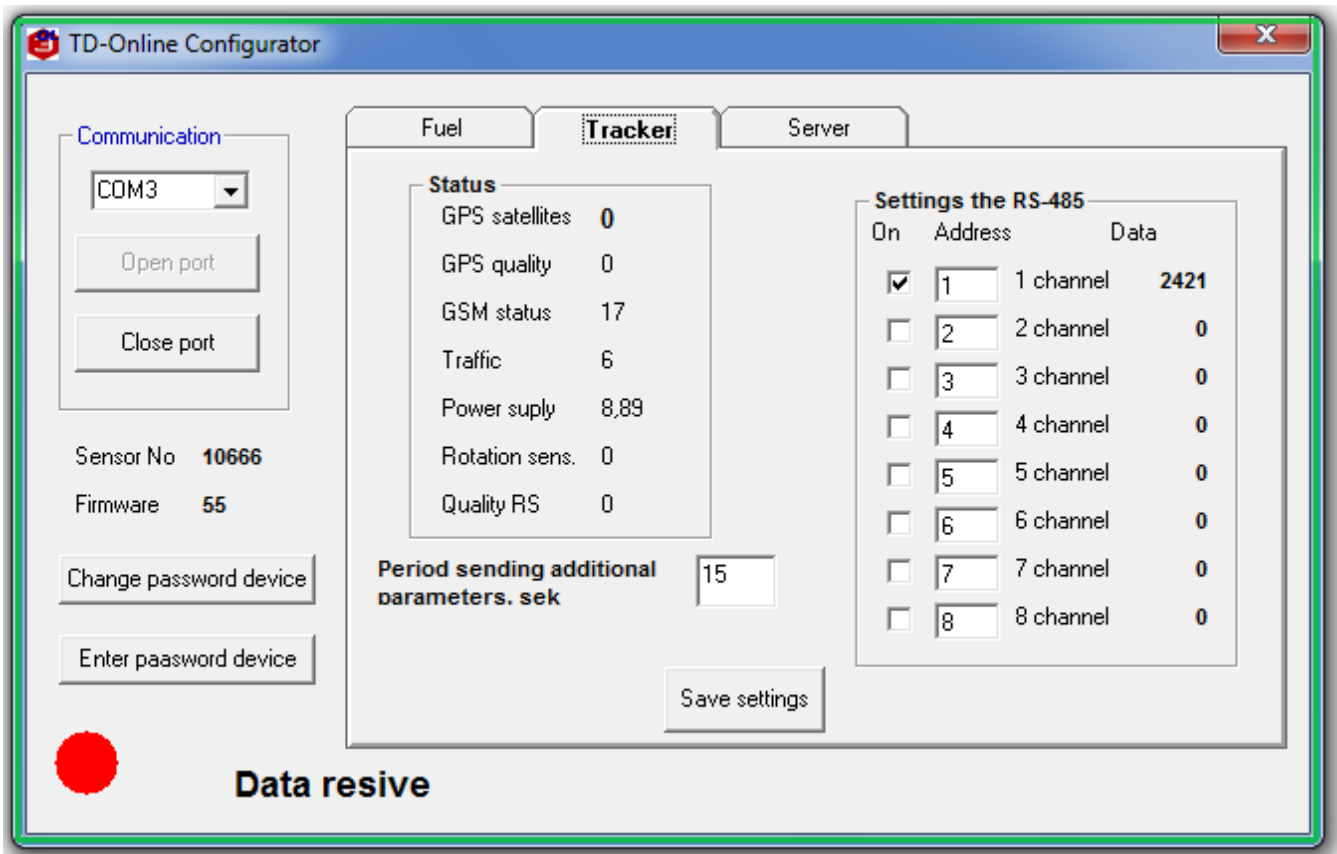 TD-Online Configurator
Communication
COM3
Open port
Close port
Sensor No 10666
Firmware 55
Change password device
Enter paasword device
Data resive
Fuel Tracker Server
Status
GPS satellites 0
GPS quality 0
GSM status 17
Traffic 6
Power suply 8,89
Rotation sens. 0
Quality RS 0
Period sending additional
parameters. sek
15
Save settings
Settings the RS-485
On Address Data
1 1 channel 2421
2 2 channel 0
3 3 channel 0
4 4 channel 0
5 5 channel 0
6 6 channel 0
7 7 channel 0
8 8 channel 0